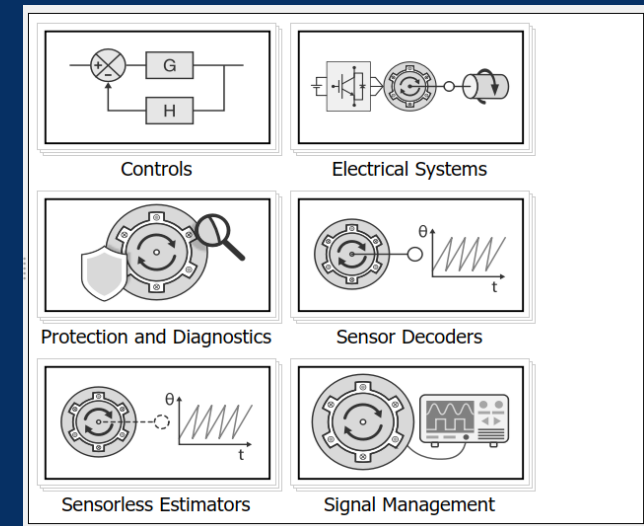 G
H
Controls
Electrical Systems
θ
t
Protection and Diagnostics
Sensor Decoders
θ
t
Sensorless Estimators
Signal Management